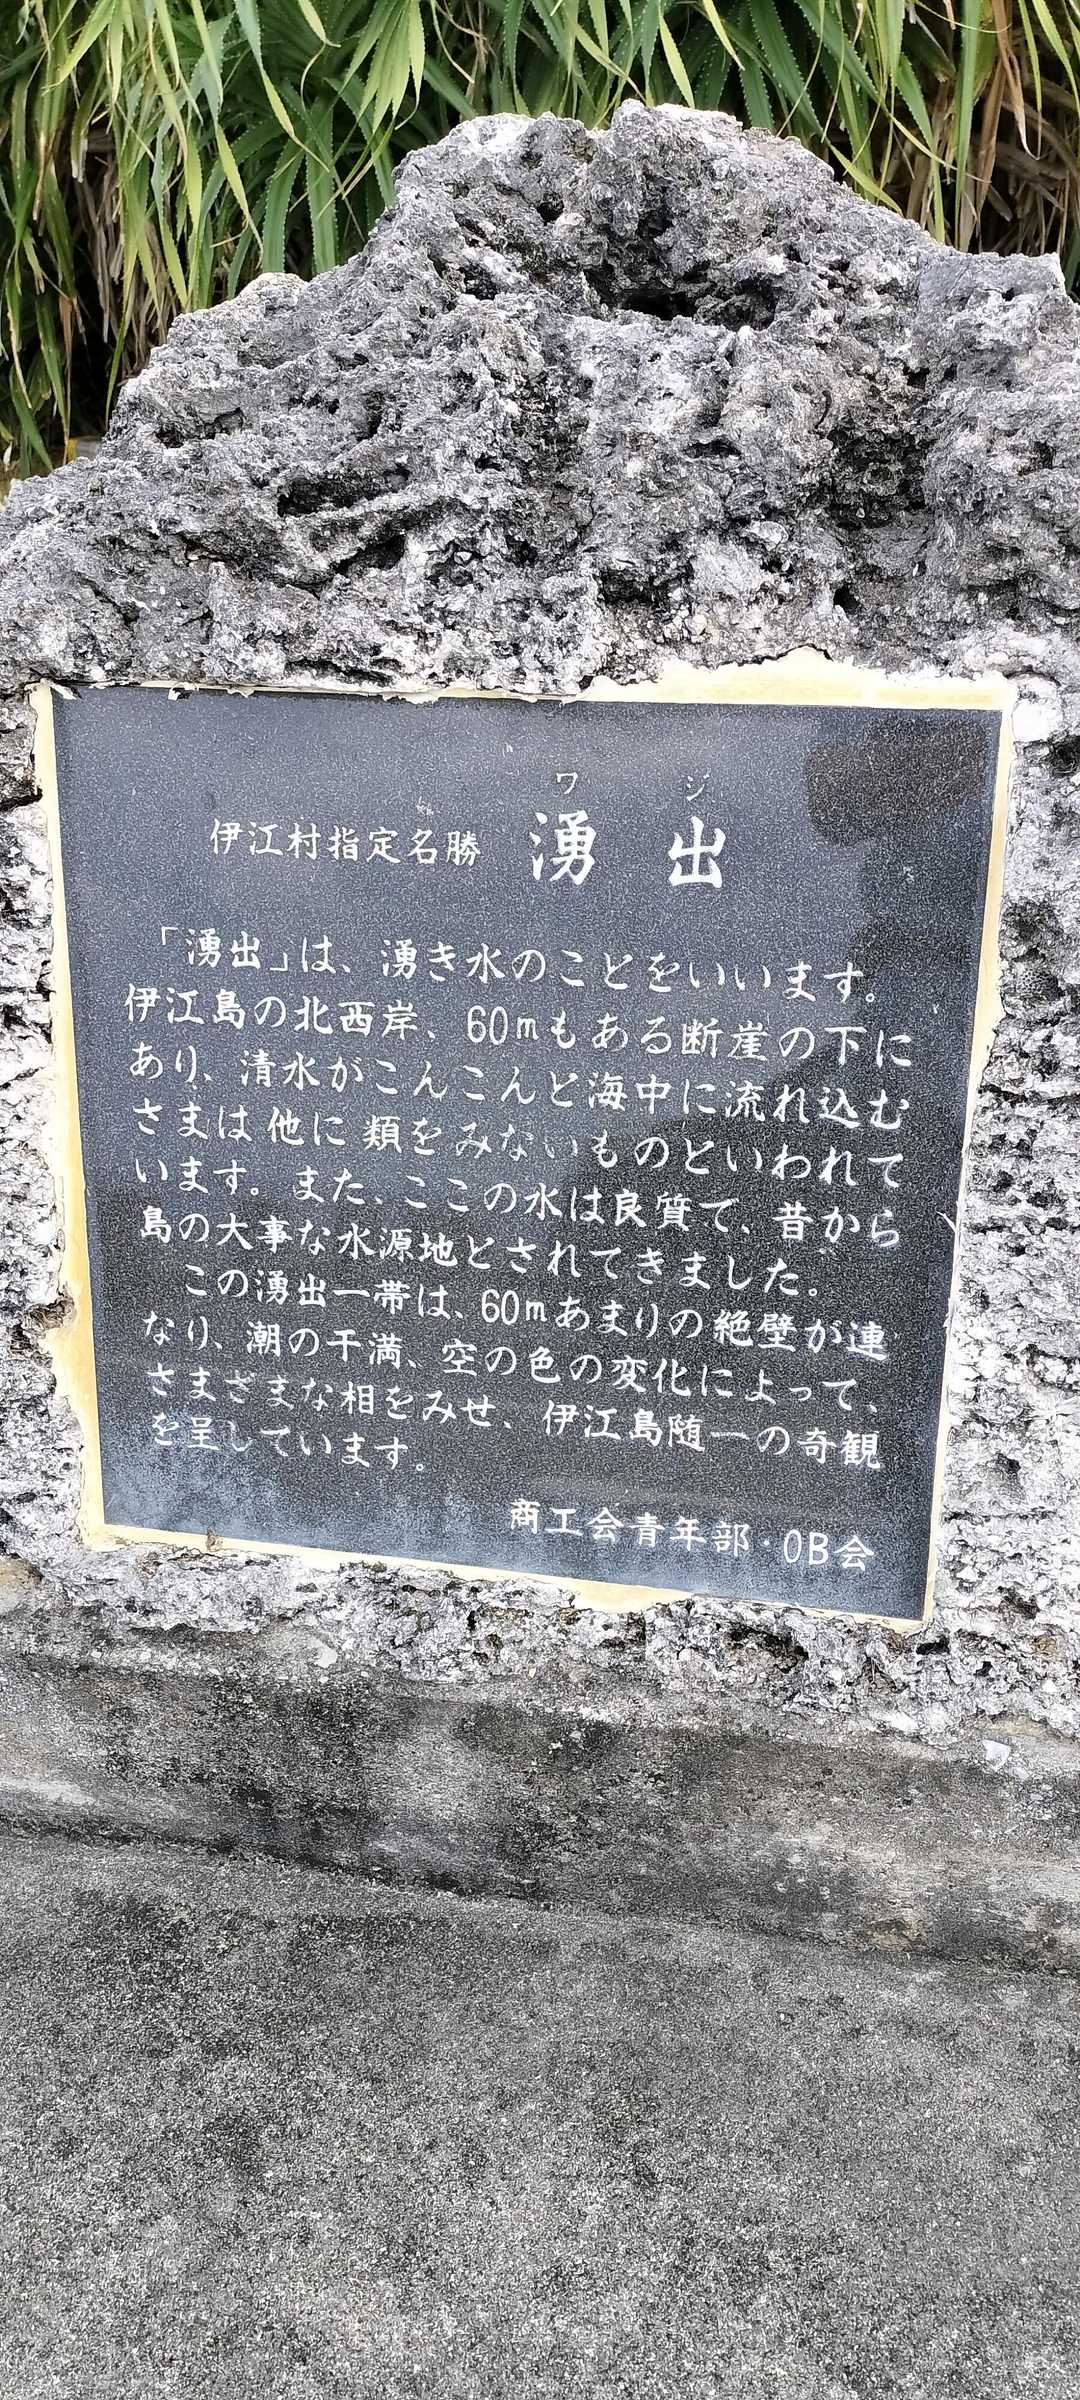 ワ ジ
伊江村指定名勝 湧出
「湧出」は、湧き水のことをいいます。
伊江島の北西岸、60mもある断崖の下に
あり、清水がこんこんと海中に流れ込む
さまは他に類をみないものといわれて
います。また、ここの水は良質で、昔から
島の大事な水源地とされてきました。
この湧出一帯は、60mあまりの絶壁が連
なり、潮の干満、空の色の変化によって、
さまざまな相をみせ、伊江島随一の奇観
を呈しています。
商工会青年部・OB会